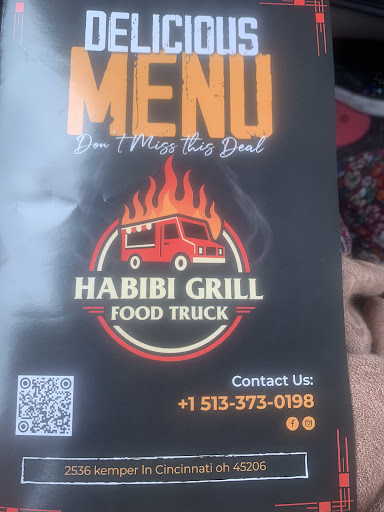 DELICIOUS
MENU
Don't Miss this Deal
HABIBI GRILL
FOOD TRUCK
Contact Us:
+1 513-373-0198
2536 kemper ln Cincinnati oh 45206